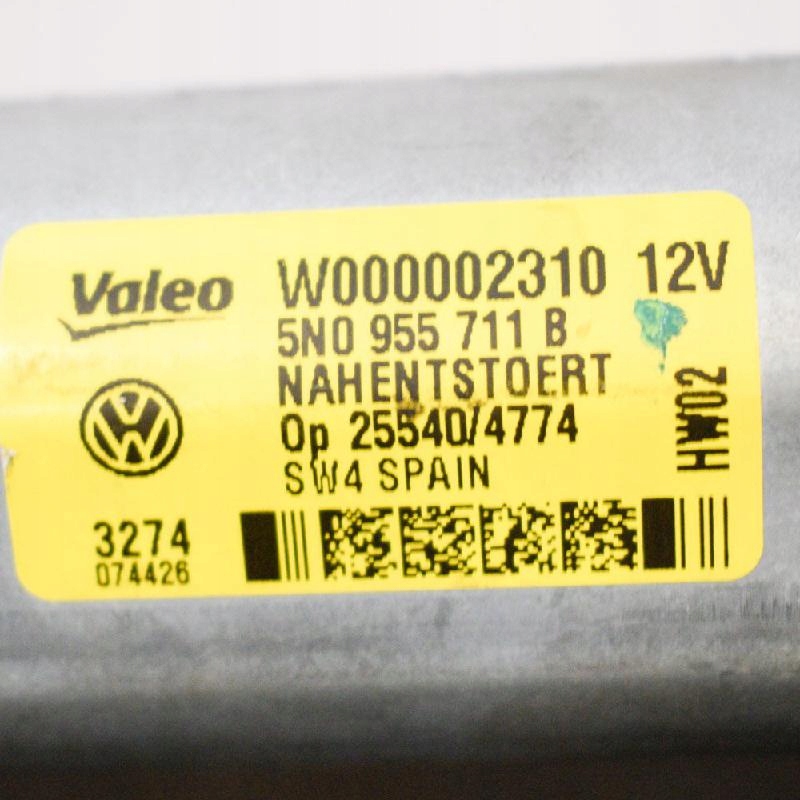 Valeo W000002310 12V
5N0 955 711 B
NAHENTSTOERT
Op 25540/4774
SW4 SPAIN
HW02
3274
074426